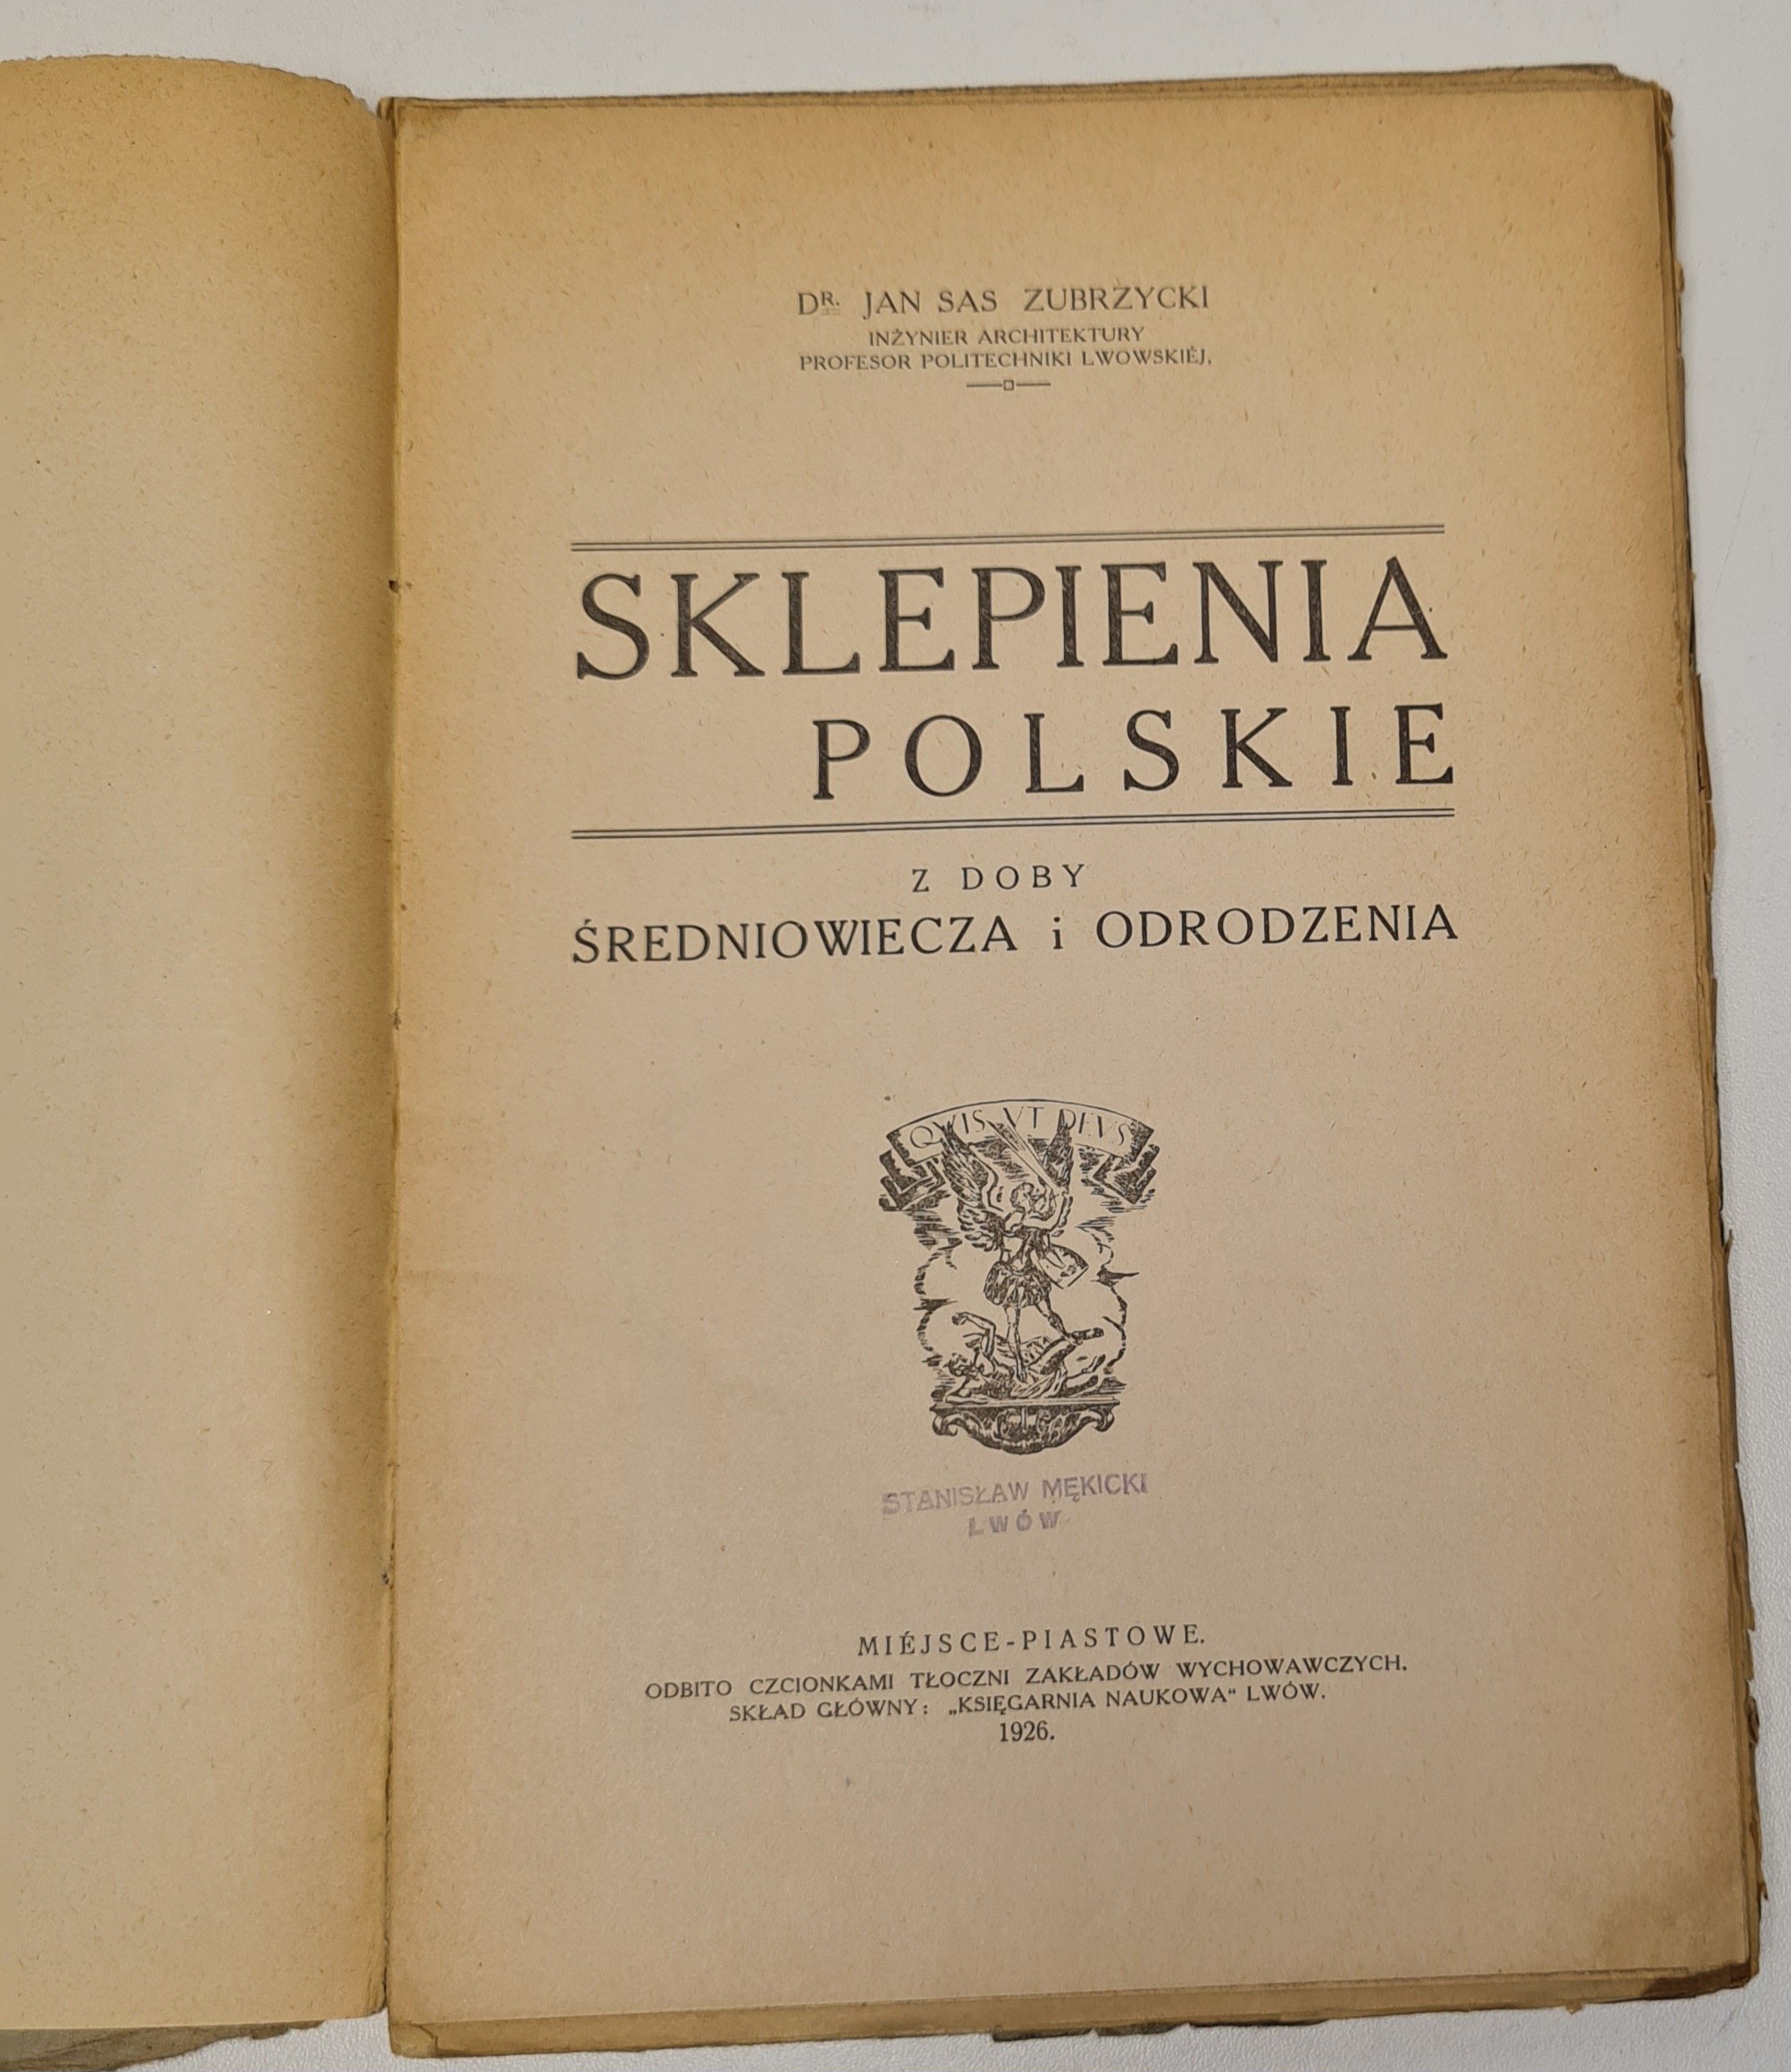 DR. JAN SAS ZUBRZYCKI
INŻYNIER ARCHITEKTURY
PROFESOR POLITECHNIKI LWOWSKIÉJ.
SKLEPIENIA
POLSKIE
Z DOBY
ŚREDNIOWIECZA i ODRODZENIA
QVIS VT DEVS
STANISŁAW MĘKICKI
LWÓW
MIÉJSCE-PIASTOWE.
ODBITO CZCIONKAMI TŁOCZNI ZAKŁADÓW WYCHOWAWCZYCH.
SKŁAD GŁÓWNY: „KSIĘGARNIA NAUKOWA" LWÓW.
1926.